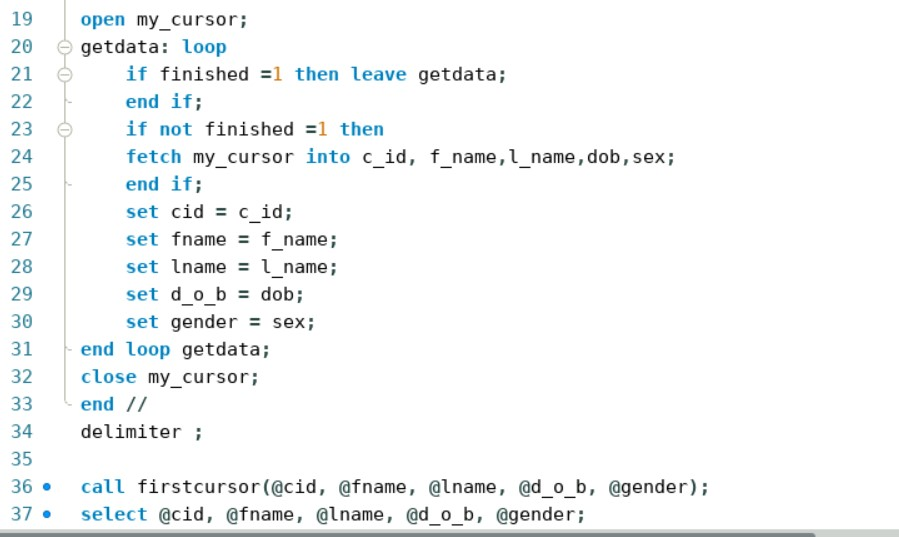 19 open my_cursor;
20 getdata: loop
21 if finished =1 then leave getdata;
22 end if;
23 if not finished =1 then
24 fetch my_cursor into c_id, f_name,l_name,dob,sex;
25 end if;
26 set cid = c_id;
27 set fname = f_name;
28 set lname = l_name;
29 set d_o_b = dob;
30 set gender = sex;
31 end loop getdata;
32 close my_cursor;
33 end //
34 delimiter ;
35
36 call firstcursor(@cid, @fname, @lname, @d_o_b, @gender);
37 select @cid, @fname, @lname, @d_o_b, @gender;